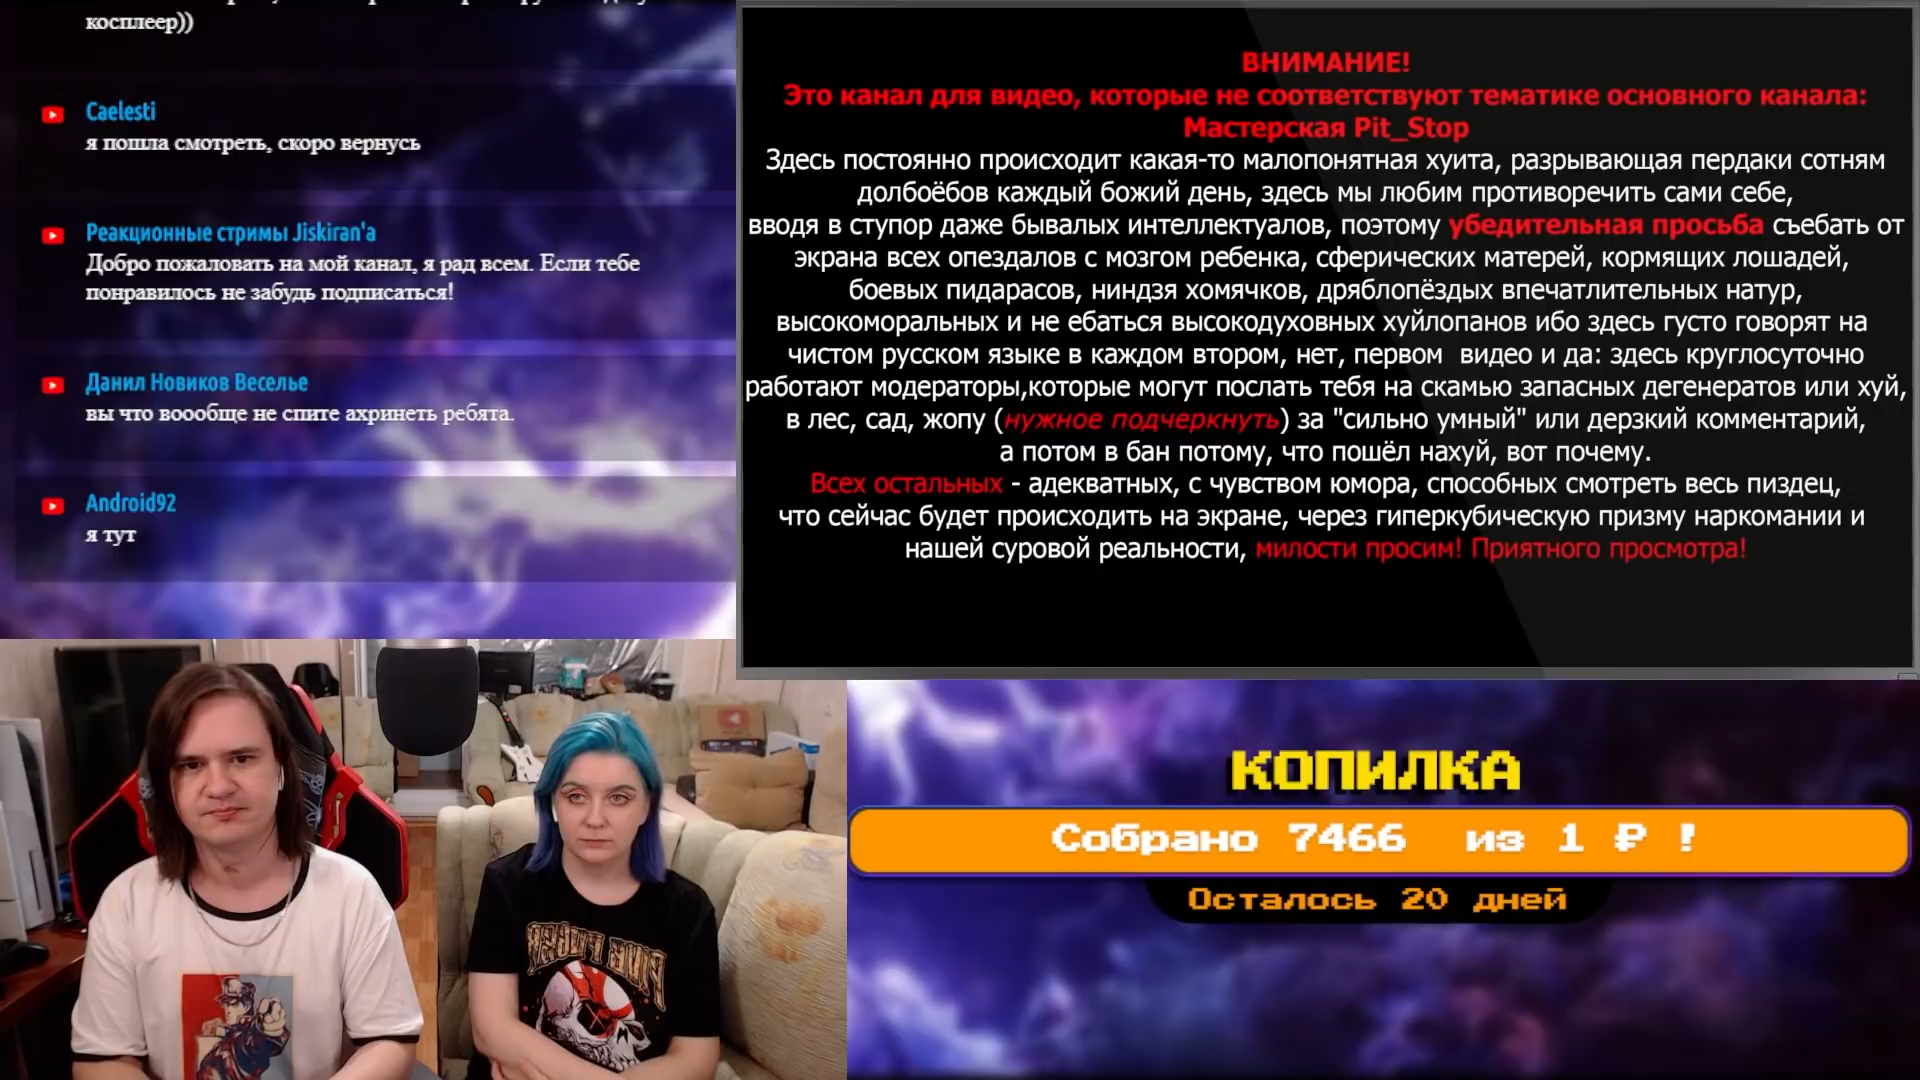 косплеер))
Caelesti
я пошла смотреть, скоро вернусь
Реакционные стримы Jiskiran'a
Добро пожаловать на мой канал, я рад всем. Если тебе
понравилось не забудь подписаться!
Данил Новиков Веселье
вы что воообще не спите ахринеть ребята.
Android92
я тут
ВНИМАНИЕ!
Это канал для видео, которые не соответствуют тематике основного канала:
Мастерская Pit_Stop
Здесь постоянно происходит какая-то малопонятная хуита, разрывающая пердаки сотням
долбоёбов каждый божий день, здесь мы любим противоречить сами себе,
вводя в ступор даже бывалых интеллектуалов, поэтому убедительная просьба съебать от
экрана всех опездалов с мозгом ребенка, сферических матерей, кормящих лошадей,
боевых пидарасов, ниндзя хомячков, дряблопёздых впечатлительных натур,
высокоморальных и не ебаться высокодуховных хуйлопанов ибо здесь густо говорят на
чистом русском языке в каждом втором, нет, первом видео и да: здесь круглосуточно
работают модераторы,которые могут послать тебя на скамью запасных дегенератов или хуй,
в лес, сад, жопу (нужное подчеркнуть) за "сильно умный" или дерзкий комментарий,
а потом в бан потому, что пошёл нахуй, вот почему.
Всех остальных - адекватных, с чувством юмора, способных смотреть весь пиздец,
что сейчас будет происходить на экране, через гиперкубическую призму наркомании и
нашей суровой реальности, милости просим! Приятного просмотра!
КОПИЛКА
Собрано 7466 из 1 ₽ !
Осталось 20 дней